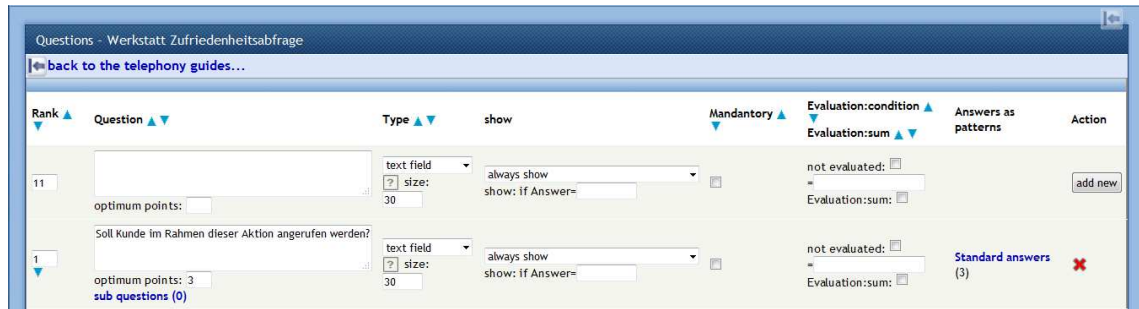 Questions - Werkstatt Zufriedenheitsabfrage
back to the telephony guides...
Rank
Question
Type
show
Mandantory
Evaluation:condition
Evaluation:sum
Answers as
patterns
Action
11
optimum points:
text field
? size:
30
always show
show: if Answer=
not evaluated:
=
Evaluation:sum:
add new
1
Soll Kunde im Rahmen dieser Aktion angerufen werden?
optimum points: 3
sub questions (0)
text field
? size:
30
always show
show: if Answer=
not evaluated:
=
Evaluation:sum:
Standard answers
(3)